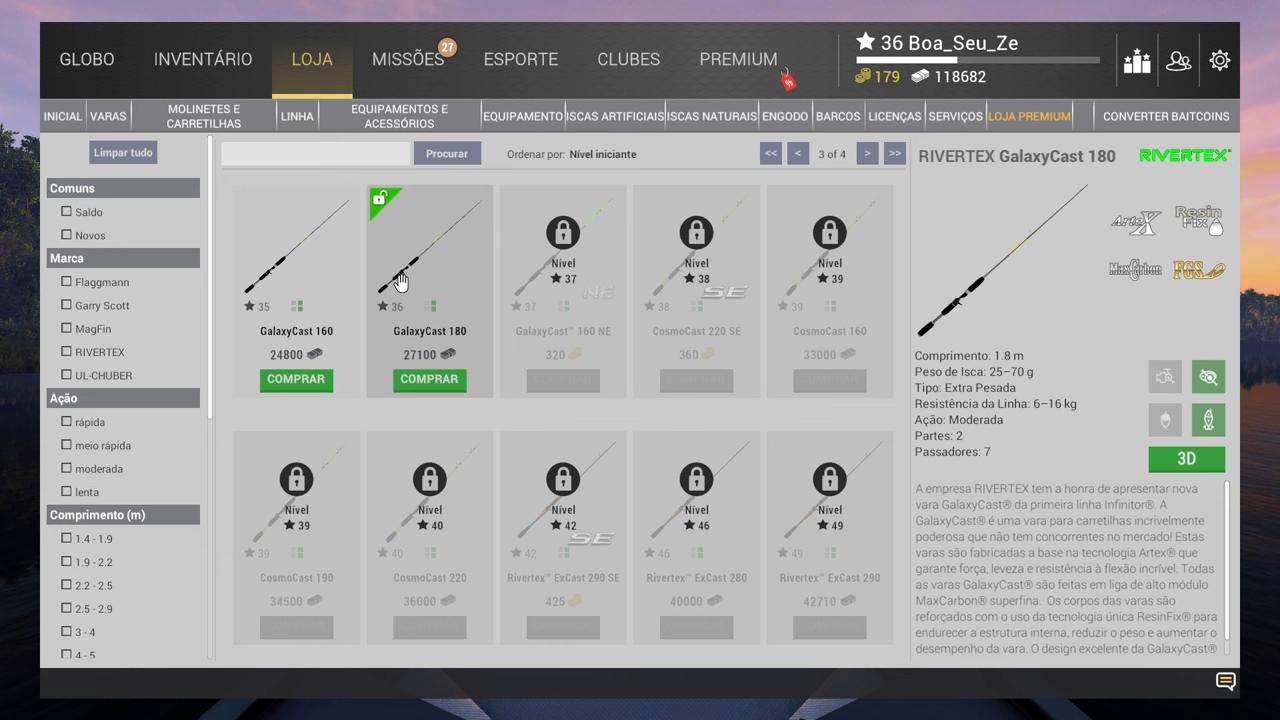 GLOBO
INVENTÁRIO
LOJA
MISSÕES
27
ESPORTE
CLUBES
PREMIUM
36 Boa_Seu_Ze
179
118682
INICIAL
VARAS
MOLINETES E
CARRETILHAS
LINHA
EQUIPAMENTOS E
ACESSÓRIOS
EQUIPAMENTO
ISCAS ARTIFICIAIS
ISCAS NATURAIS
ENGODO
BARCOS
LICENÇAS
SERVIÇOS
LOJA PREMIUM
CONVERTER BAITCOINS
Limpar tudo
Comuns
Saldo
Novos
Marca
Flaggmann
Garry Scott
MagFin
RIVERTEX
UL-CHUBER
Ação
rápida
meio rápida
moderada
lenta
Comprimento (m)
1.4 - 1.9
1.9 - 2.2
2.2 - 2.5
2.5 - 2.9
3 - 4
4 - 5
Procurar
Ordenar por: Nível iniciante
<<
<
3 of 4
>
>>
35
GalaxyCast 160
24800
COMPRAR
36
GalaxyCast 180
27100
COMPRAR
Nível
37
NE
37
GalaxyCast™ 160 NE
320
Nível
38
SE
38
CosmoCast 220 SE
360
Nível
39
39
CosmoCast 160
33000
Nível
39
39
CosmoCast 190
34500
Nível
40
40
CosmoCast 220
36000
Nível
42
SE
42
Rivertex™ ExCast 290 SE
425
Nível
46
46
Rivertex™ ExCast 280
40000
Nível
49
49
Rivertex™ ExCast 290
42710
RIVERTEX GalaxyCast 180
RIVERTEX
ArteX
Resin
Fix
MaxCarbon
FGS
Comprimento: 1.8 m
Peso de Isca: 25–70 g
Tipo: Extra Pesada
Resistência da Linha: 6–16 kg
Ação: Moderada
Partes: 2
Passadores: 7
3D
A empresa RIVERTEX tem a honra de apresentar nova
vara GalaxyCast® da primeira linha Infinitor®. A
GalaxyCast® é uma vara para carretilhas incrivelmente
poderosa que não tem concorrentes no mercado! Estas
varas são fabricadas a base na tecnologia Artex® que
garante força, leveza e resistência à flexão incrível. Todas
as varas GalaxyCast® são feitas em liga de alto módulo
MaxCarbon® superfina. Os corpos das varas são
reforçados com o uso da tecnologia única ResinFix® para
endurecer a estrutura interna, reduzir o peso e aumentar o
desempenho da vara. O design excelente da GalaxyCast®